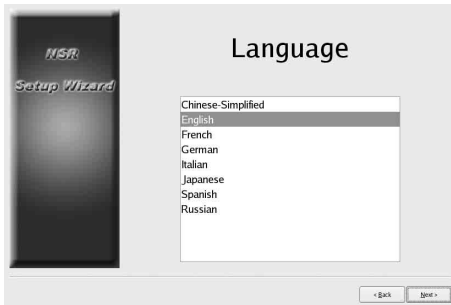 NSR
Setup Wizard
Language
Chinese-Simplified
English
French
German
Italian
Japanese
Spanish
Russian
< Back
Next >